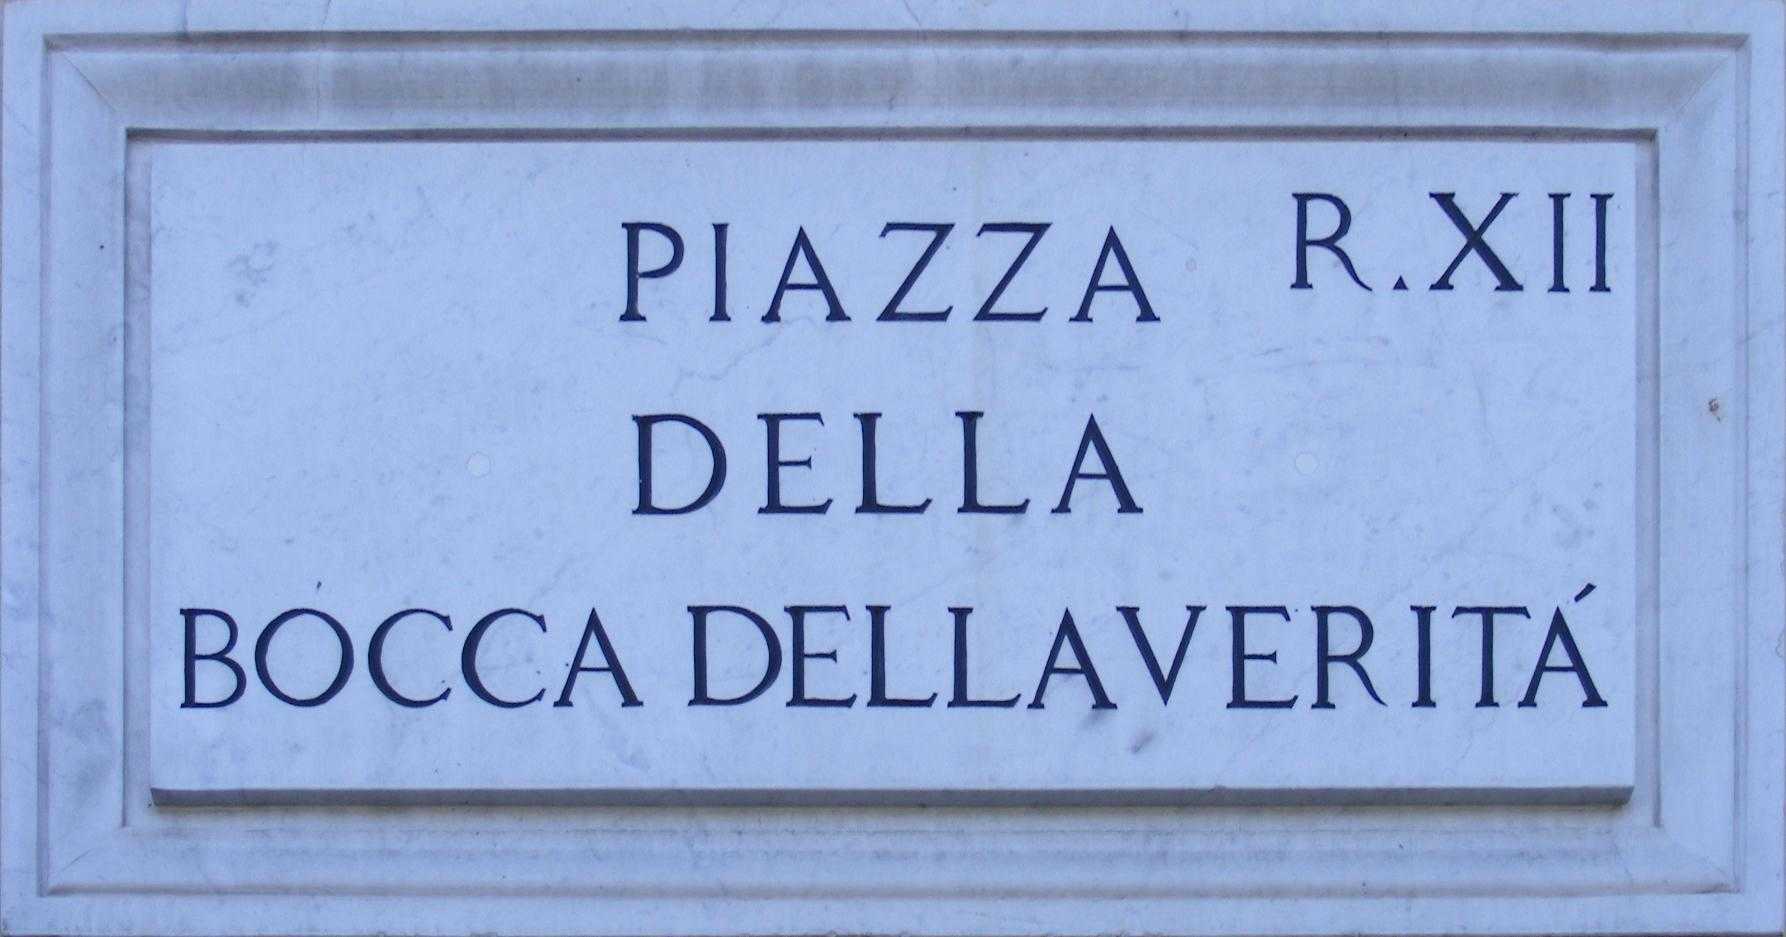 PIAZZA R.XII
DELLA
BOCCA DELLA VERITÁ